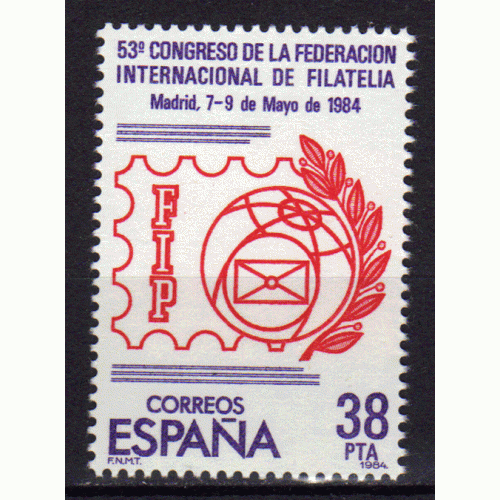 53º CONGRESO DE LA FEDERACION
INTERNACIONAL DE FILATELIA
Madrid, 7-9 de Mayo de 1984
FIP
CORREOS
ESPAÑA
38
PTA
F.N.M.T.
1984